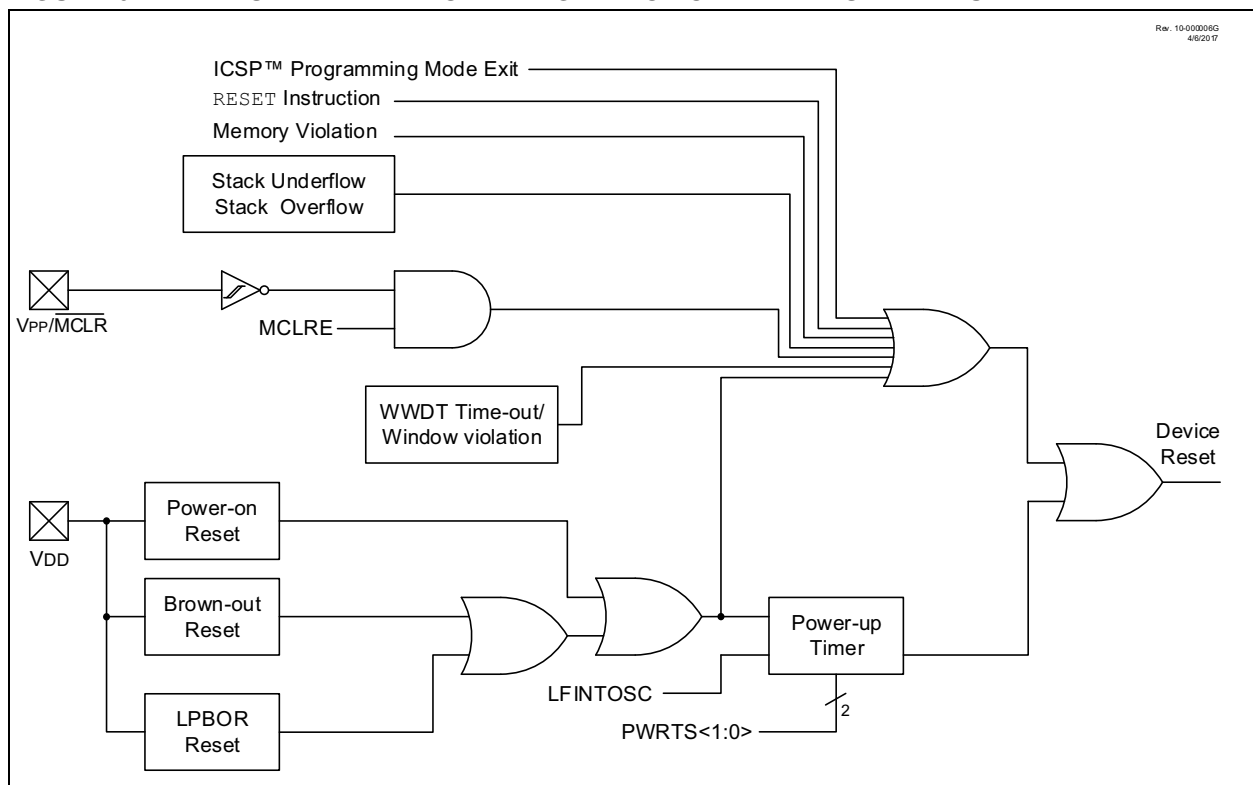 Rev. 10-000006G
4/6/2017
ICSP™ Programming Mode Exit
RESET Instruction
Memory Violation
Stack Underflow
Stack Overflow
VPP/MCLR
MCLRE
WWDT Time-out/
Window violation
Device
Reset
VDD
Power-on
Reset
Brown-out
Reset
Power-up
Timer
LFINTOSC
LPBOR
Reset
2
PWRTS<1:0>